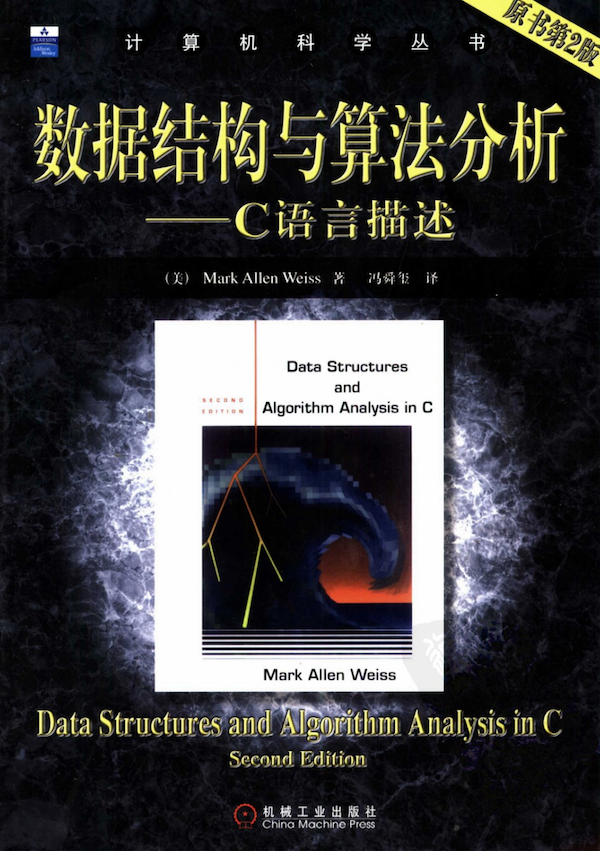 PEARSON
Addison
Wesley
计算机科学丛书
原书第2版
数据结构与算法分析
——C语言描述
(美) Mark Allen Weiss 著 冯舜玺 译
Data Structures
and
Algorithm Analysis in C
SECOND
EDITION
Mark Allen Weiss
Data Structures and Algorithm Analysis in C
Second Edition
机械工业出版社
China Machine Press